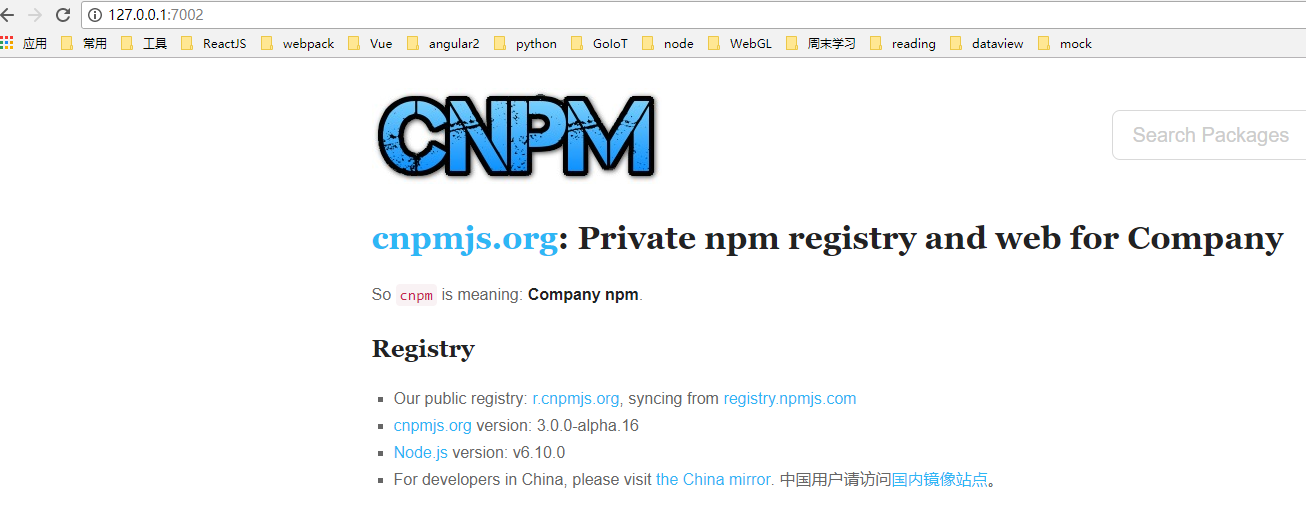 127.0.0.1:7002
应用 常用 工具 ReactJS webpack Vue angular2 python GoIoT node WebGL 周末学习 reading dataview mock
CNPM
Search Packages
cnpmjs.org: Private npm registry and web for Company
So cnpm is meaning: Company npm.
Registry
Our public registry: r.cnpmjs.org, syncing from registry.npmjs.com
cnpmjs.org version: 3.0.0-alpha.16
Node.js version: v6.10.0
For developers in China, please visit the China mirror. 中国用户请访问国内镜像站点。